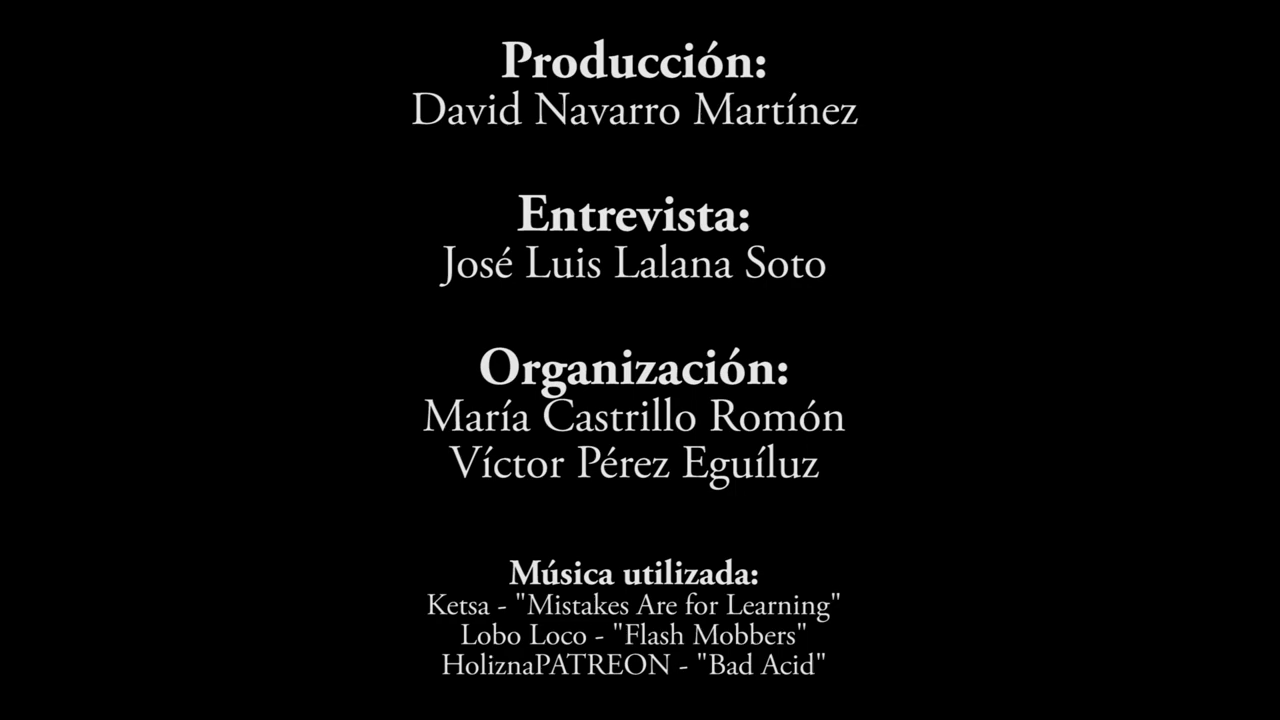 Producción:
David Navarro Martínez
Entrevista:
José Luis Lalana Soto
Organización:
María Castrillo Romón
Víctor Pérez Eguíluz
Música utilizada:
Ketsa - "Mistakes Are for Learning"
Lobo Loco - "Flash Mobbers"
HoliznaPATREON - "Bad Acid"